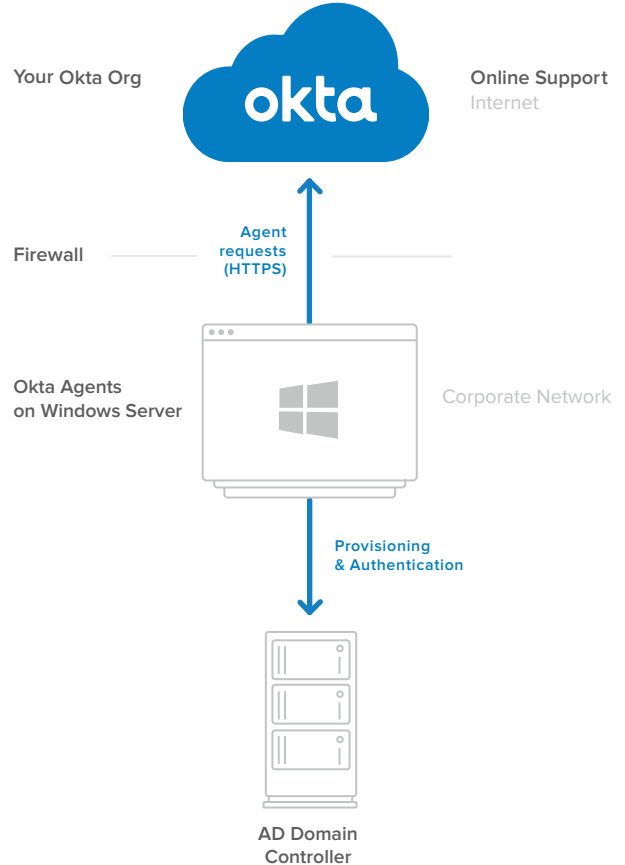 Your Okta Org
okta
Online Support
Internet
Agent
requests
(HTTPS)
Firewall
Okta Agents
on Windows Server
Corporate Network
Provisioning
& Authentication
AD Domain
Controller